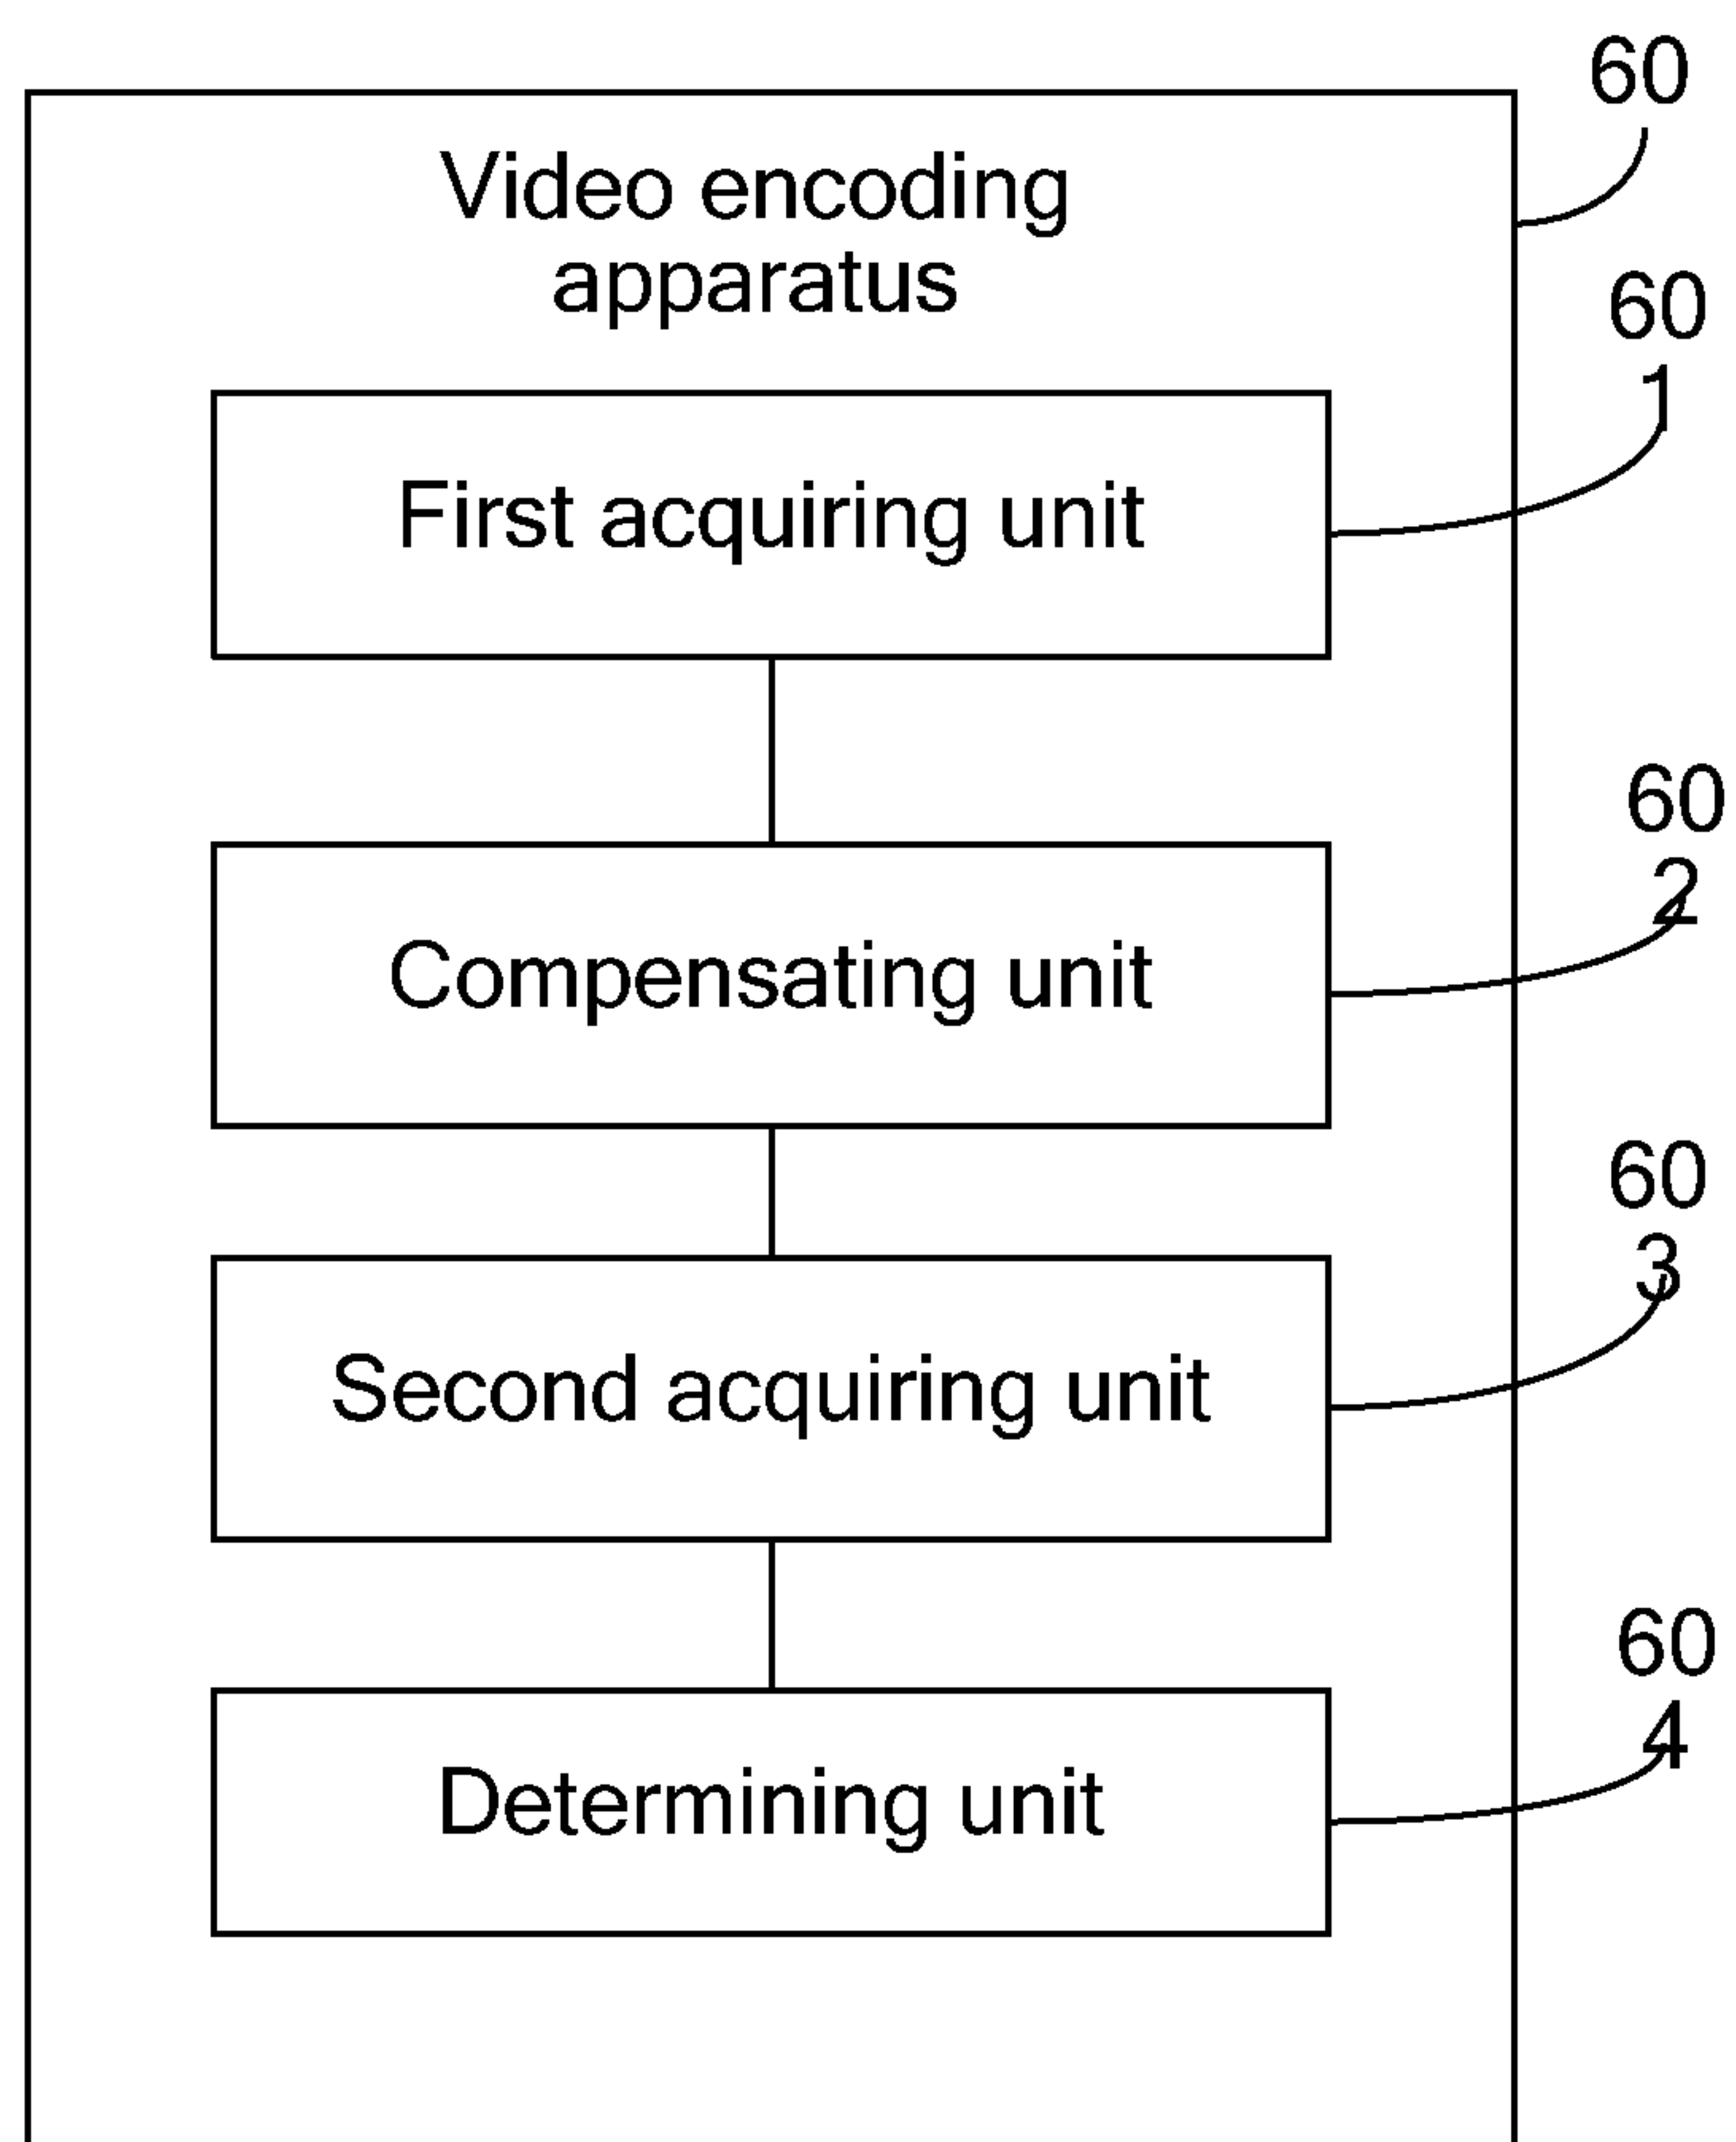 60
Video encoding
apparatus
60
1
First acquiring unit
60
2
Compensating unit
60
3
Second acquiring unit
60
4
Determining unit